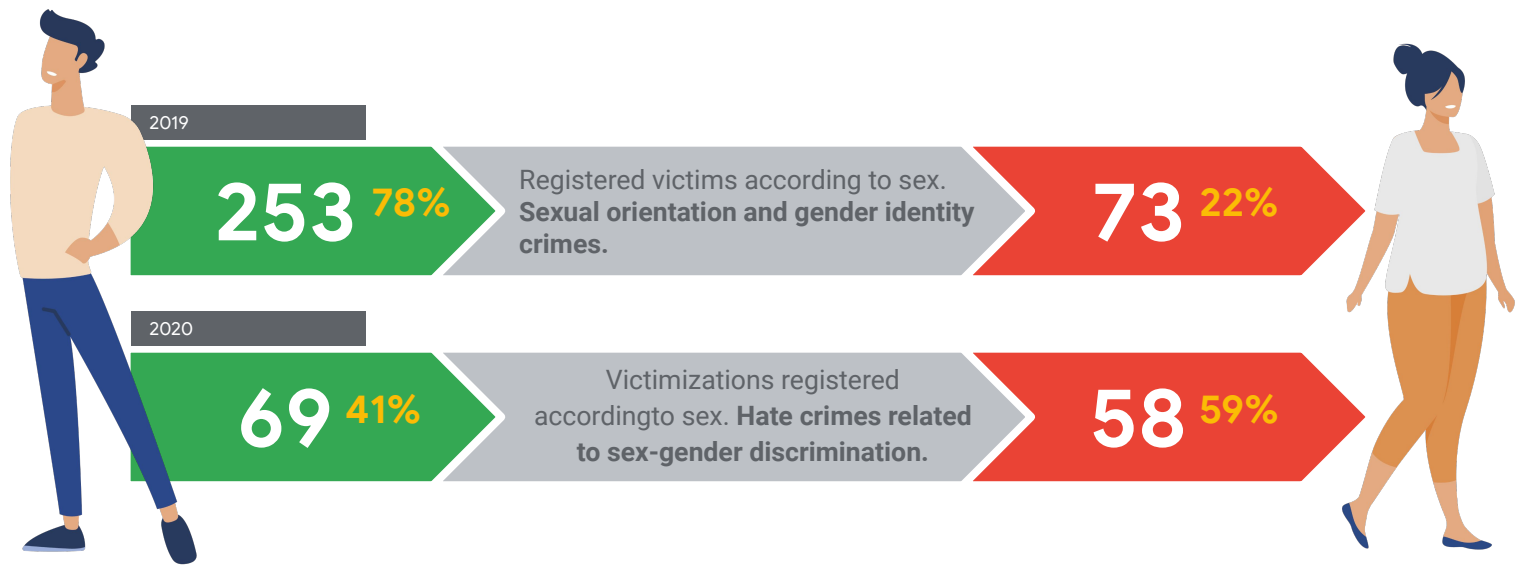 2019
253 78%
Registered victims according to sex.
Sexual orientation and gender identity
crimes.
73 22%
2020
69 41%
Victimizations registered
accordingto sex. Hate crimes related
to sex-gender discrimination.
58 59%